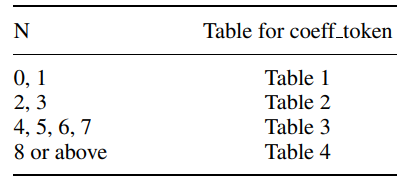 N Table for coeff_token
0, 1 Table 1
2, 3 Table 2
4, 5, 6, 7 Table 3
8 or above Table 4